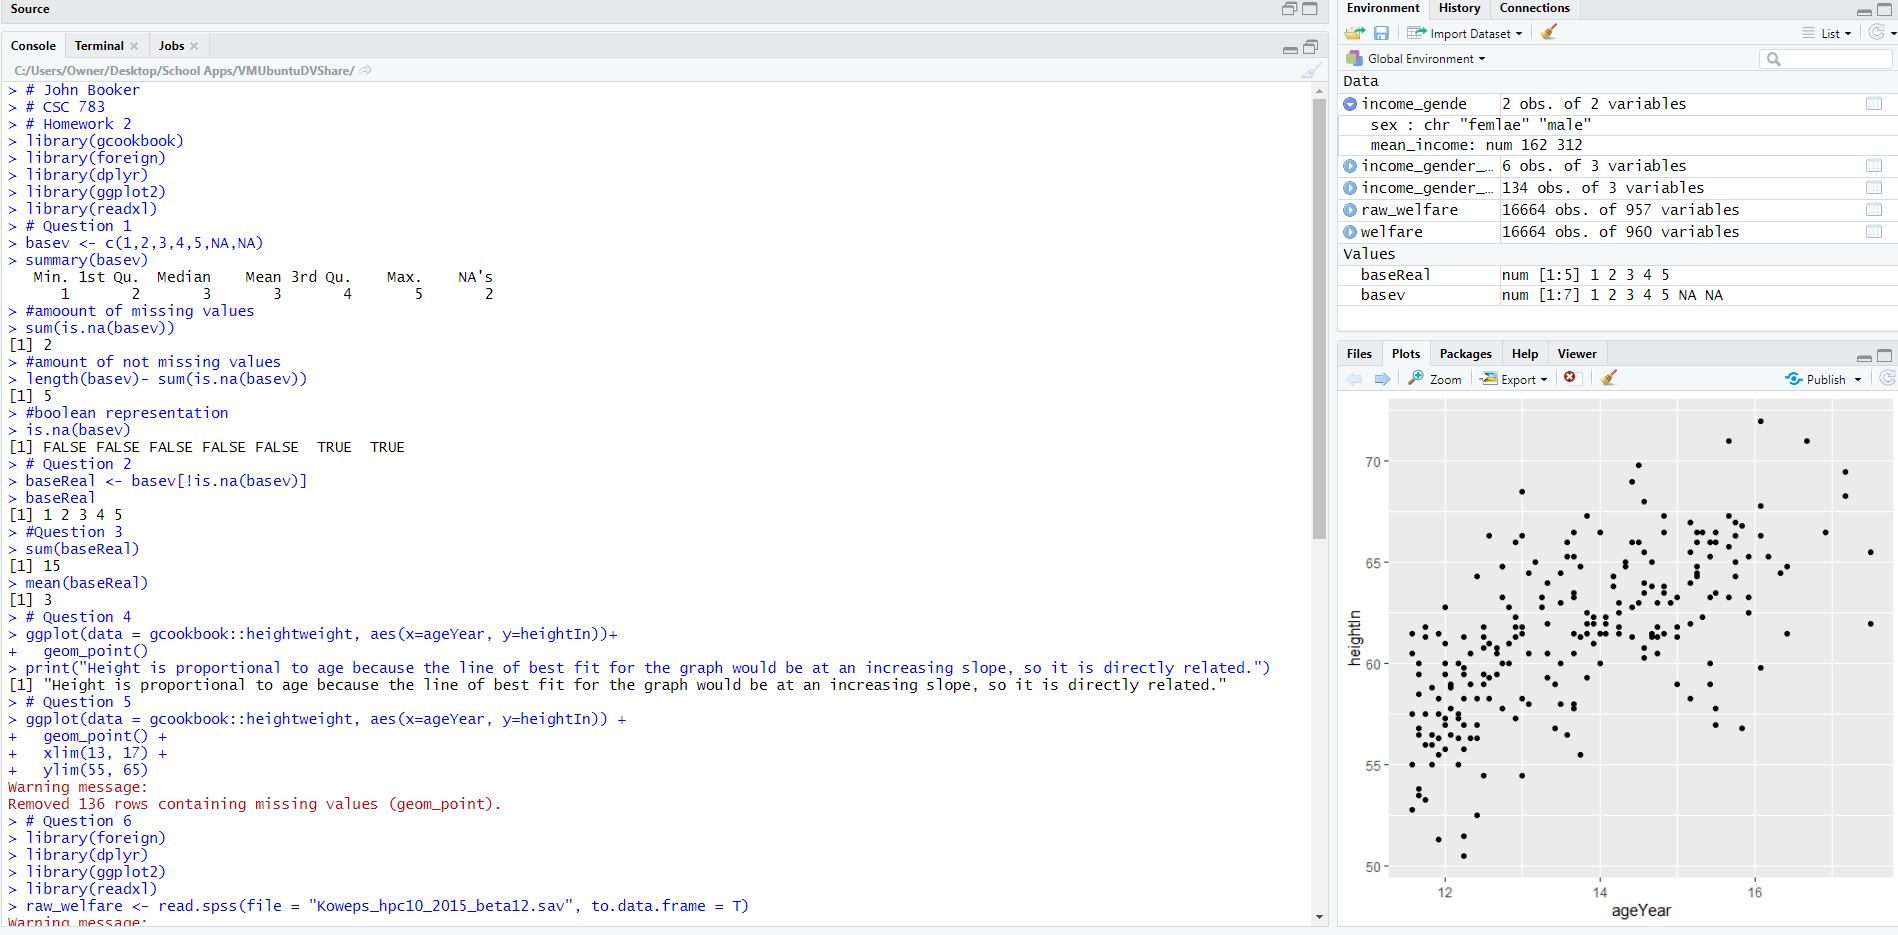 Source
Console Terminal Jobs
C:/Users/Owner/Desktop/School Apps/VMUbuntuDVShare/
> # John Booker
> # CSC 783
> # Homework 2
> library(gcookbook)
> library(foreign)
> library(dplyr)
> library(ggplot2)
> library(readxl)
> # Question 1
> basev <- c(1,2,3,4,5,NA,NA)
> summary(basev)
   Min. 1st Qu.  Median    Mean 3rd Qu.    Max.    NA's
      1       2       3       3       4       5       2
> #amoount of missing values
> sum(is.na(basev))
[1] 2
> #amount of not missing values
> length(basev)- sum(is.na(basev))
[1] 5
> #boolean representation
> is.na(basev)
[1] FALSE FALSE FALSE FALSE FALSE  TRUE  TRUE
> # Question 2
> baseReal <- basev[!is.na(basev)]
> baseReal
[1] 1 2 3 4 5
> #Question 3
> sum(baseReal)
[1] 15
> mean(baseReal)
[1] 3
> # Question 4
> ggplot(data = gcookbook::heightweight, aes(x=ageYear, y=heightIn))+
+   geom_point()
> print("Height is proportional to age because the line of best fit for the graph would be at an increasing slope, so it is directly related.")
[1] "Height is proportional to age because the line of best fit for the graph would be at an increasing slope, so it is directly related."
> # Question 5
> ggplot(data = gcookbook::heightweight, aes(x=ageYear, y=heightIn)) +
+   geom_point() +
+   xlim(13, 17) +
+   ylim(55, 65)
Warning message:
Removed 136 rows containing missing values (geom_point).
> # Question 6
> library(foreign)
> library(dplyr)
> library(ggplot2)
> library(readxl)
> raw_welfare <- read.spss(file = "Koweps_hpc10_2015_beta12.sav", to.data.frame = T)
Warning message:
Environment History Connections
Import Dataset List
Global Environment
Data
income_gende 2 obs. of 2 variables
sex : chr "femlae" "male"
mean_income: num 162 312
income_gender_… 6 obs. of 3 variables
income_gender_… 134 obs. of 3 variables
raw_welfare 16664 obs. of 957 variables
welfare 16664 obs. of 960 variables
Values
baseReal num [1:5] 1 2 3 4 5
basev num [1:7] 1 2 3 4 5 NA NA
Files Plots Packages Help Viewer
Zoom Export Publish
70
65
60
55
50
heightIn
12 14 16
ageYear